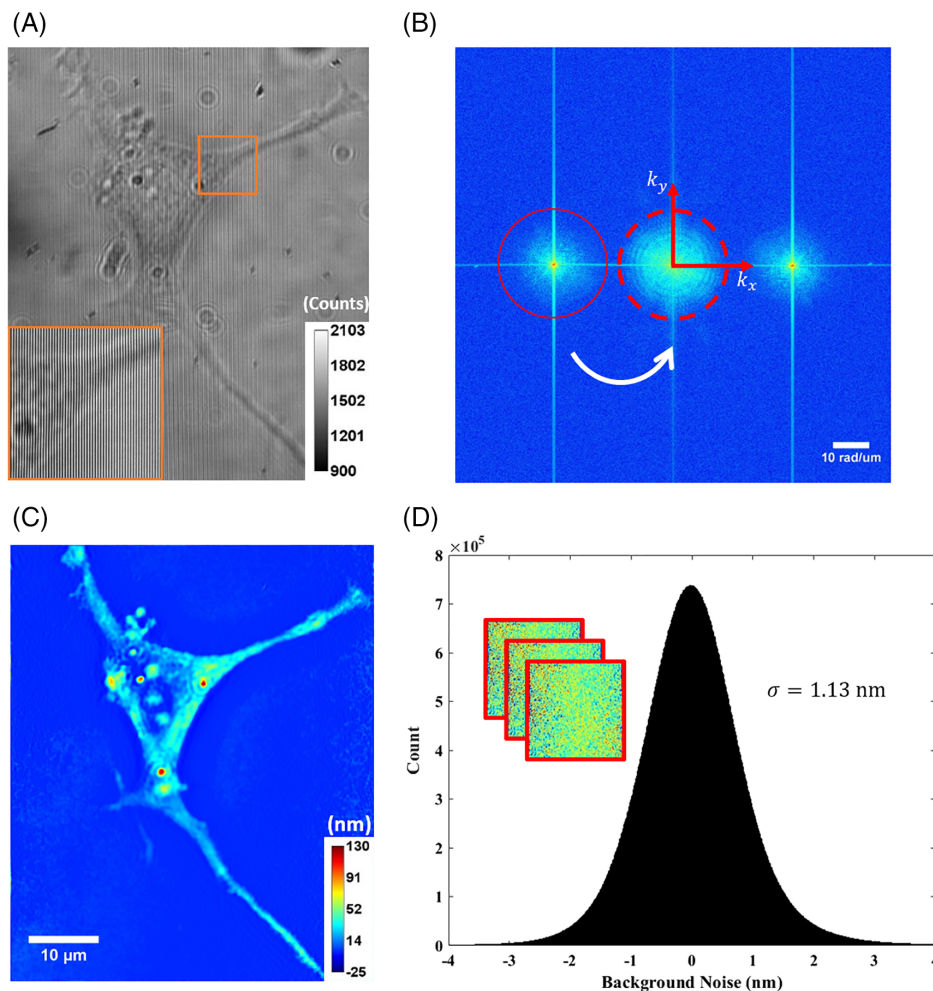 (A)
(Counts)
2103
1802
1502
1201
900
(B)
k_y
k_x
10 rad/um
(C)
(nm)
130
91
52
14
-25
10 μm
(D)
×10^5
8
7
6
5
4
3
2
1
0
Count
σ = 1.13 nm
-4 -3 -2 -1 0 1 2 3 4
Background Noise (nm)